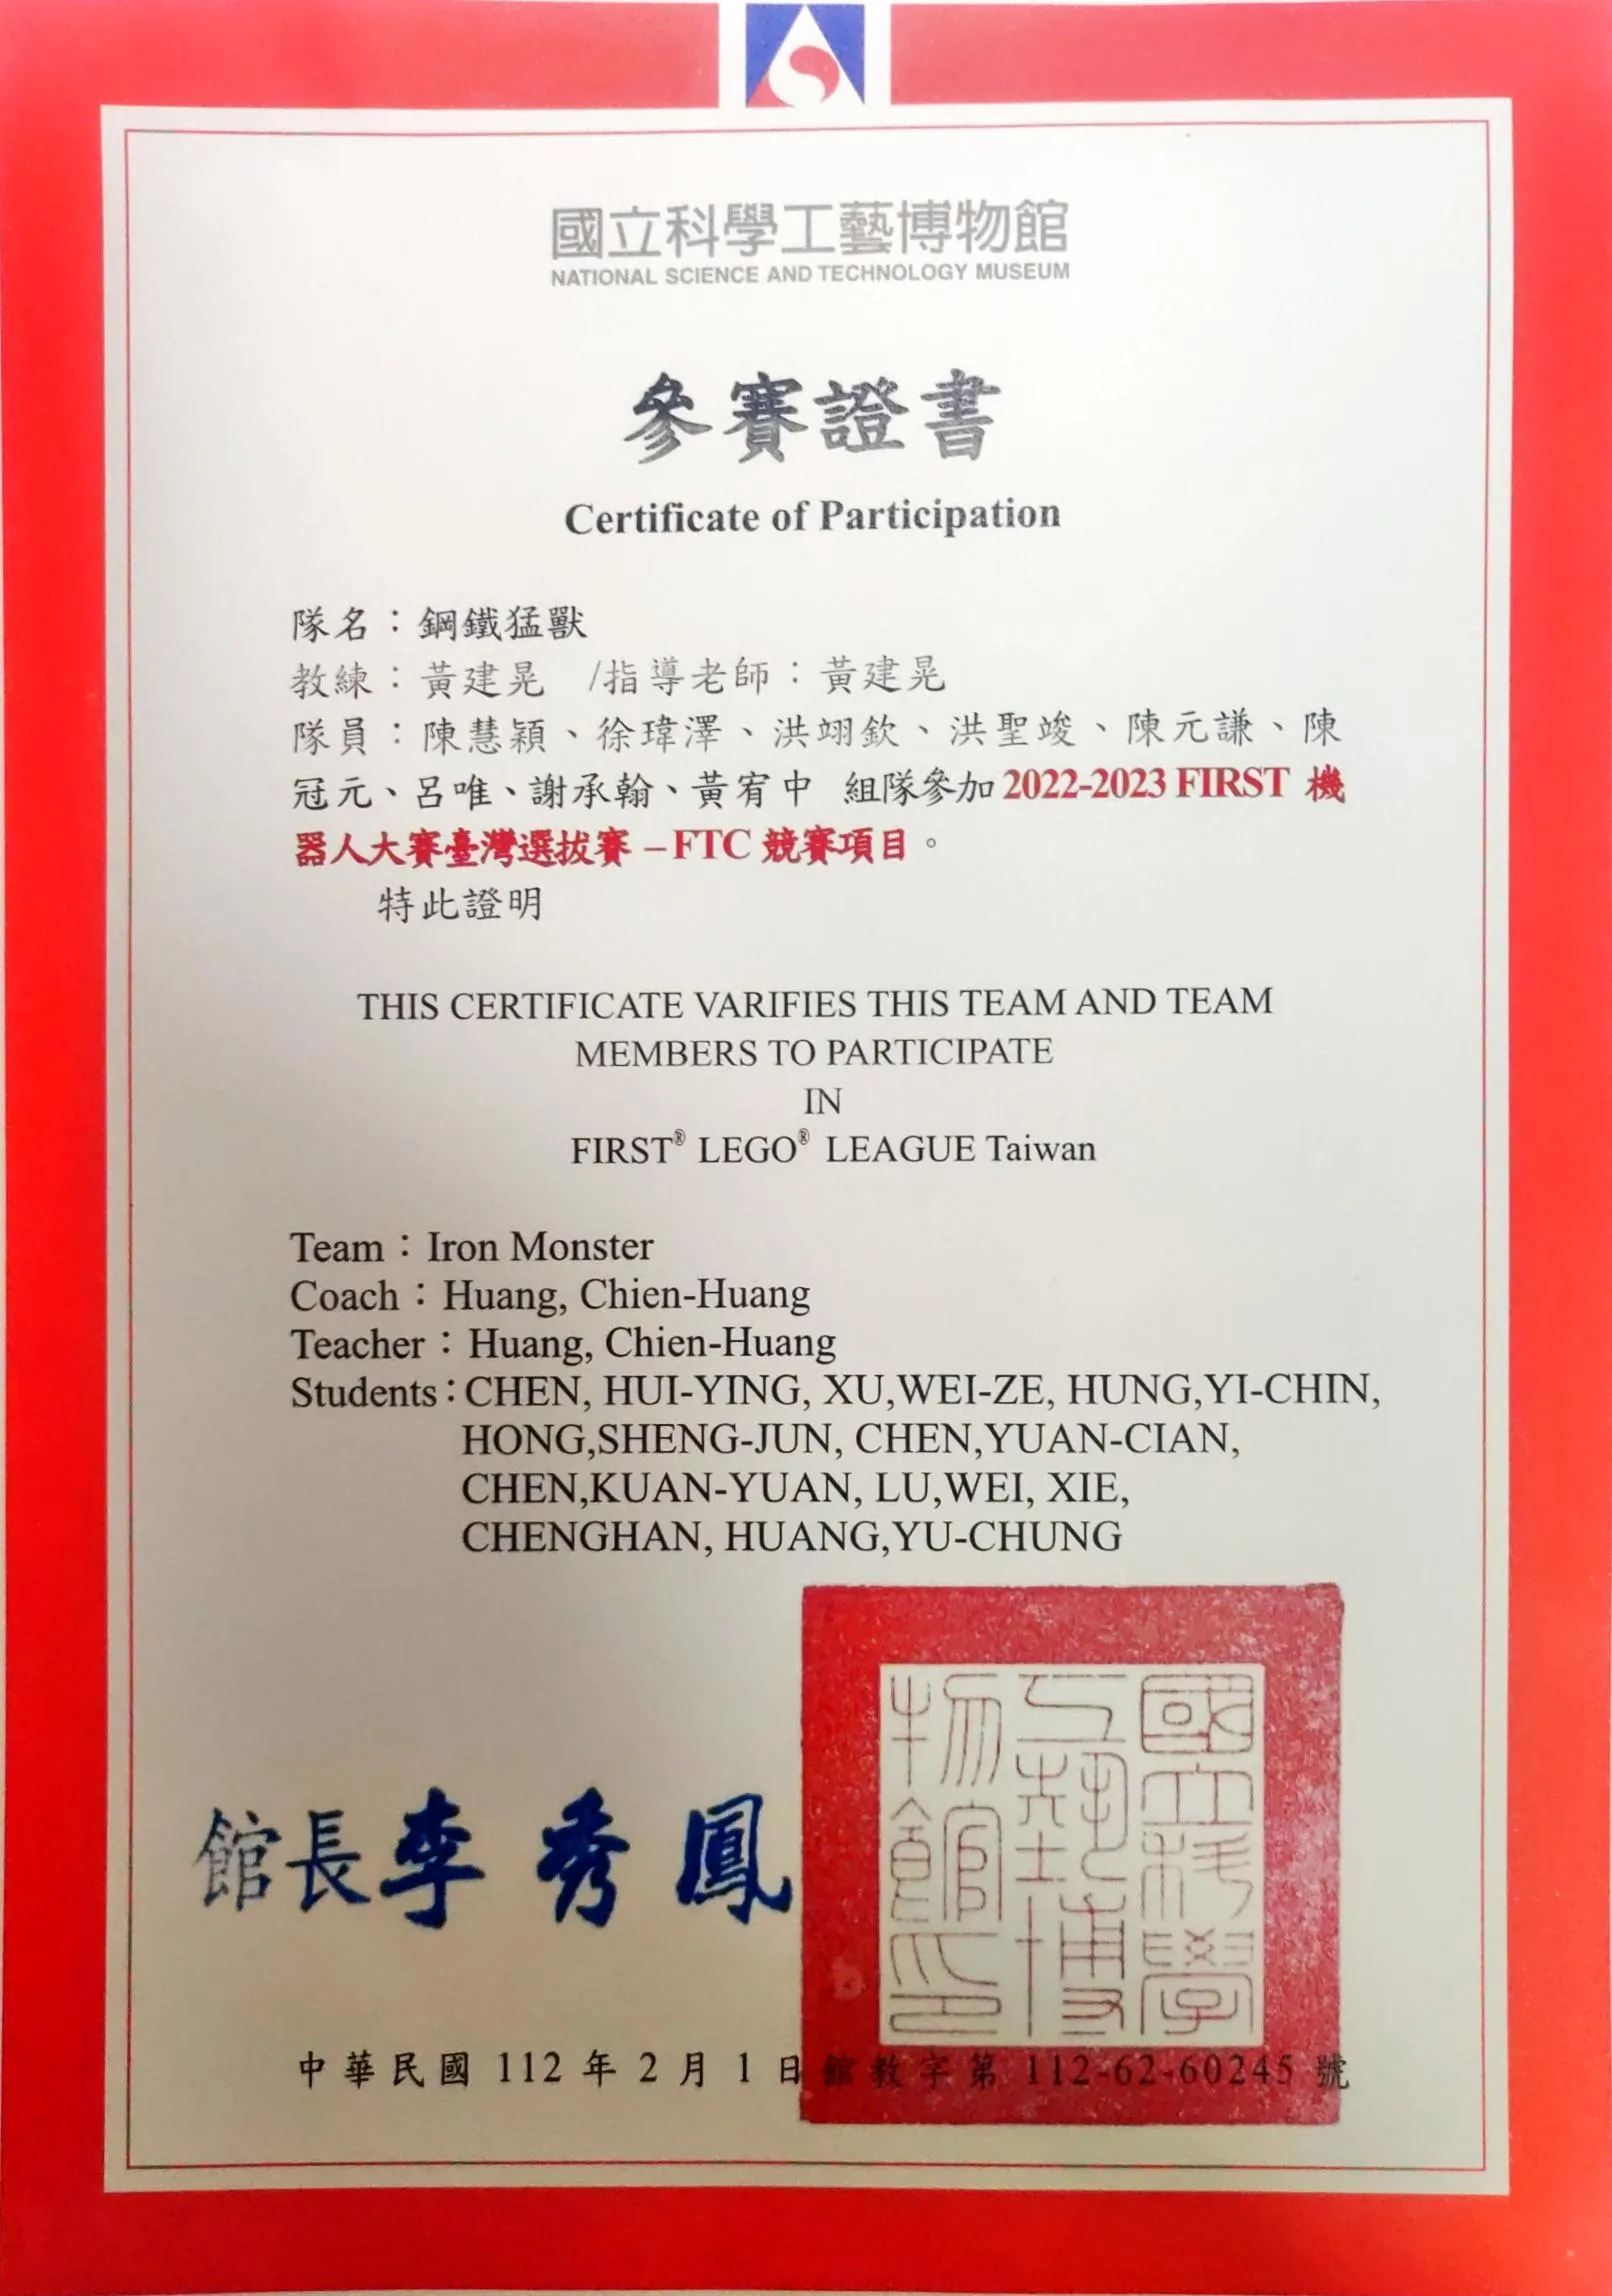 國立科學工藝博物館
NATIONAL SCIENCE AND TECHNOLOGY MUSEUM
參賽證書
Certificate of Participation
隊名：鋼鐵猛獸
教練：黃建晃 /指導老師：黃建晃
隊員：陳慧穎、徐瑋澤、洪翊欽、洪聖竣、陳元謙、陳
冠元、呂唯、謝承翰、黃宥中 組隊參加 2022-2023 FIRST 機
器人大賽臺灣選拔賽 –FTC 競賽項目。
特此證明
THIS CERTIFICATE VARIFIES THIS TEAM AND TEAM
MEMBERS TO PARTICIPATE
IN
FIRST® LEGO® LEAGUE Taiwan
Team：Iron Monster
Coach：Huang, Chien-Huang
Teacher：Huang, Chien-Huang
Students：CHEN, HUI-YING, XU,WEI-ZE, HUNG,YI-CHIN,
HONG,SHENG-JUN, CHEN,YUAN-CIAN,
CHEN,KUAN-YUAN, LU,WEI, XIE,
CHENGHAN, HUANG,YU-CHUNG
館長李秀鳳
國立科學
工藝博
物館印
中華民國 112 年 2 月 1 日 館教字第 112-62-60245 號